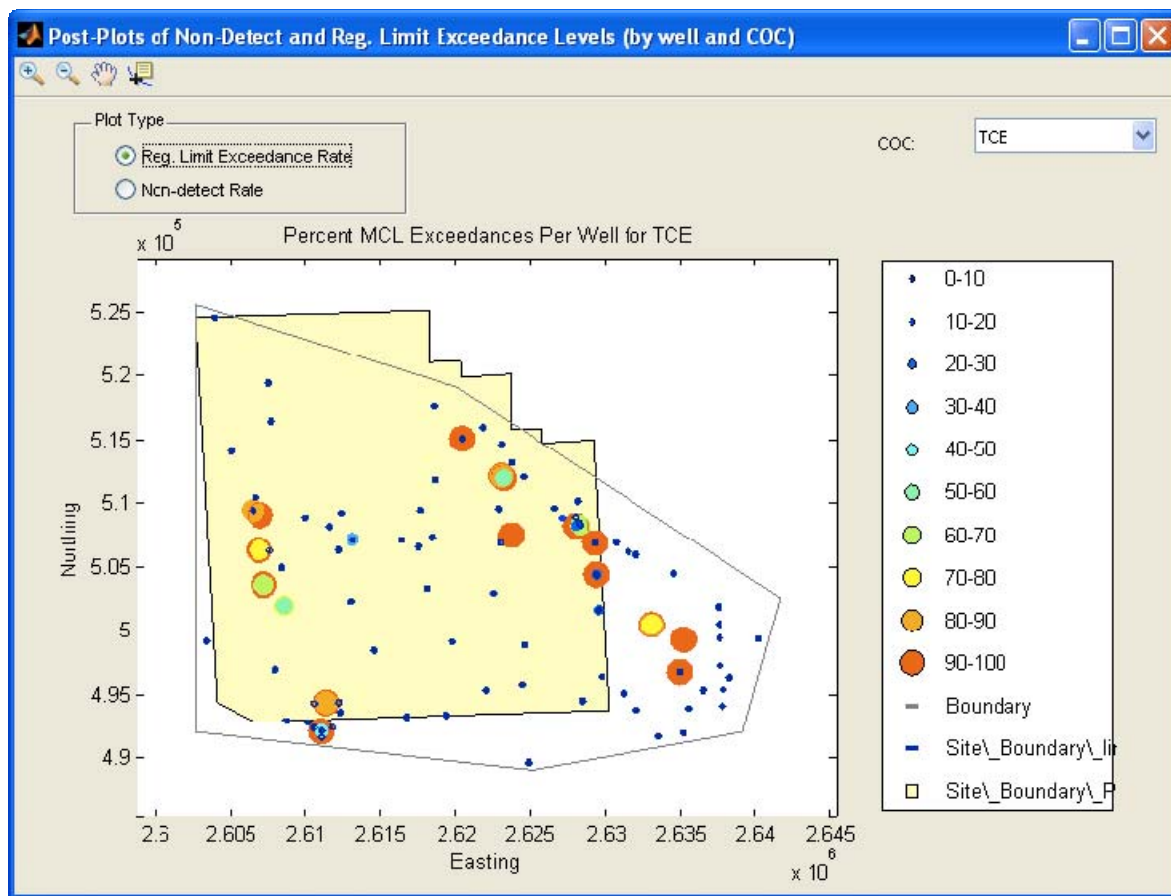 Post-Plots of Non-Detect and Reg. Limit Exceedance Levels (by well and COC)
Plot Type
Reg. Limit Exceedance Rate
Non-detect Rate
COC:
TCE
x 10^5
Percent MCL Exceedances Per Well for TCE
5.25
5.2
5.15
5.1
5.05
5
4.95
4.9
Northing
2.6
2.605
2.61
2.615
2.62
2.625
2.63
2.635
2.64
2.645
Easting
x 10^6
0-10
10-20
20-30
30-40
40-50
50-60
60-70
70-80
80-90
90-100
Boundary
Site\_Boundary\_lir
Site\_Boundary\_P